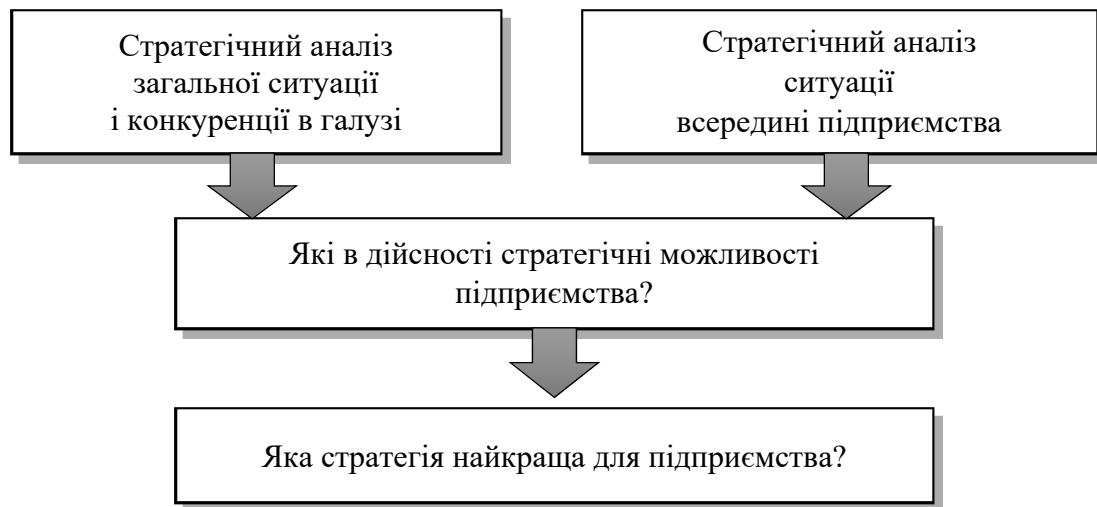 Стратегічний аналіз
загальної ситуації
і конкуренції в галузі
Стратегічний аналіз
ситуації
всередині підприємства
Які в дійсності стратегічні можливості
підприємства?
Яка стратегія найкраща для підприємства?